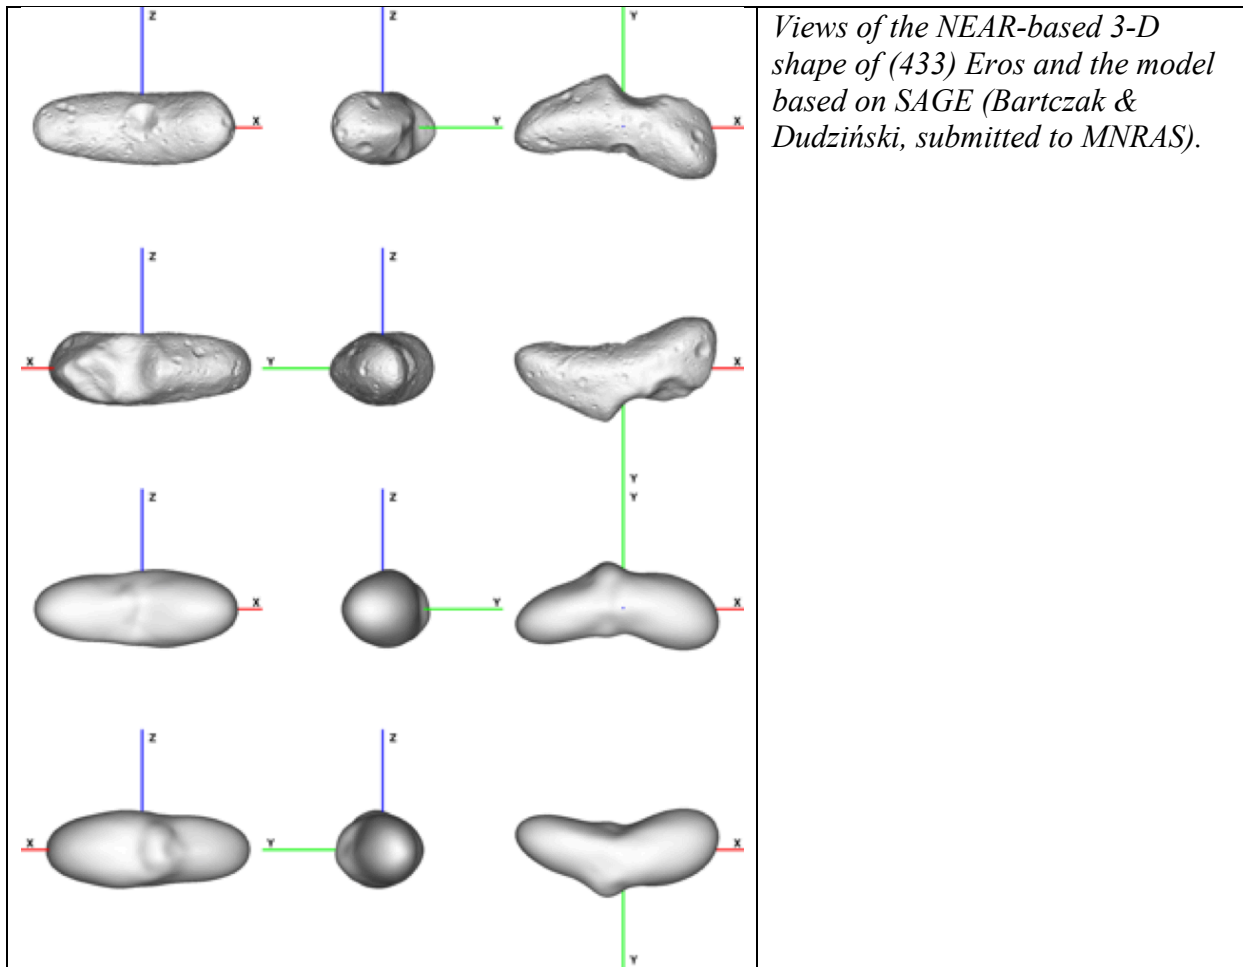 Z
Z
Y
Views of the NEAR-based 3-D
shape of (433) Eros and the model
based on SAGE (Bartczak &
Dudziński, submitted to MNRAS).
X
Y
X
Z
Z
X
Y
X
Y
Z
Z
Y
X
Y
X
Z
Z
X
Y
X
Y